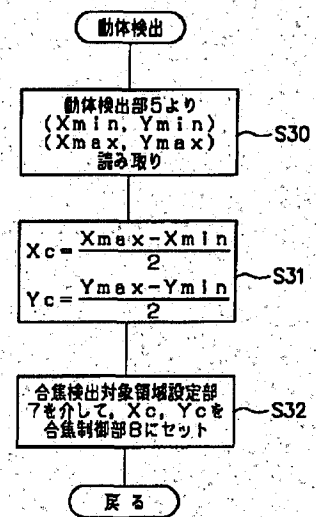 動体検出
動体検出部5より
(Xmin, Ymin)
(Xmax, Ymax)
読み取り
S30
Xc=\frac{Xmax-Xmin}{2}
Yc=\frac{Ymax-Ymin}{2}
S31
合焦検出対象領域設定部
7を介して, Xc, Ycを
合焦制御部8にセット
S32
戻る